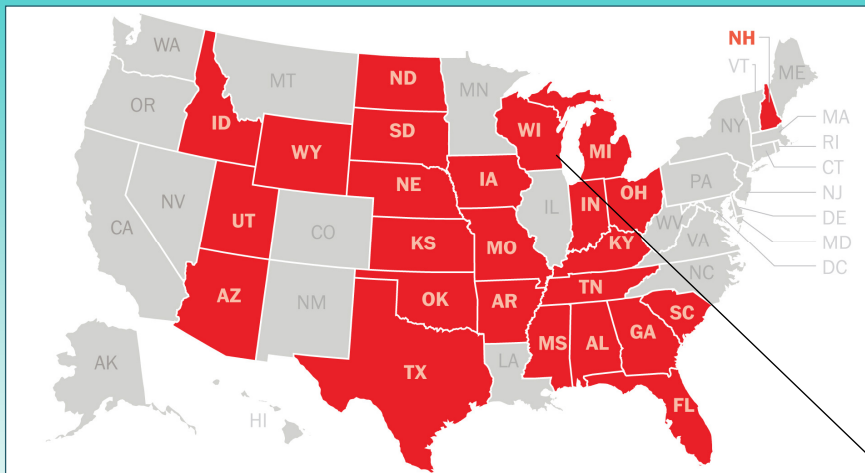 WA
MT
ND
MN
NH
VT
ME
OR
ID
SD
WI
MI
NY
MA
RI
CT
WY
NE
IA
PA
NJ
NV
UT
CO
IL
IN
OH
WV
DE
CA
KS
MO
KY
VA
MD
DC
AZ
NM
OK
AR
TN
NC
SC
AK
HI
TX
LA
MS
AL
GA
FL